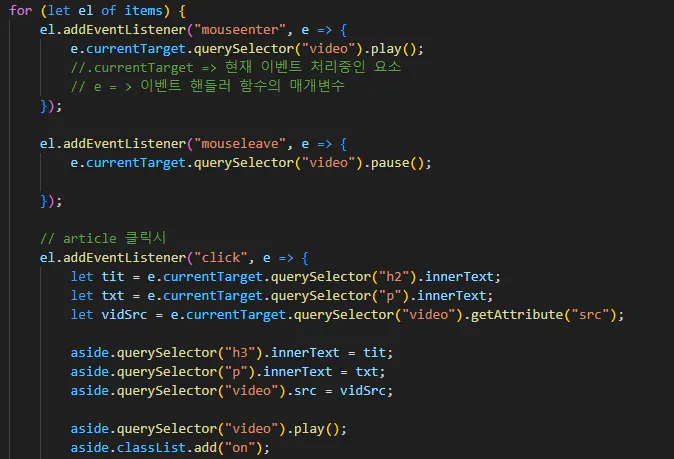 for (let el of items) {
el.addEventListener("mouseenter", e => {
e.currentTarget.querySelector("video").play();
//.currentTarget => 현재 이벤트 처리중인 요소
// e = > 이벤트 핸들러 함수의 매개변수
});
el.addEventListener("mouseleave", e => {
e.currentTarget.querySelector("video").pause();
});
// article 클릭시
el.addEventListener("click", e => {
let tit = e.currentTarget.querySelector("h2").innerText;
let txt = e.currentTarget.querySelector("p").innerText;
let vidSrc = e.currentTarget.querySelector("video").getAttribute("src");
aside.querySelector("h3").innerText = tit;
aside.querySelector("p").innerText = txt;
aside.querySelector("video").src = vidSrc;
aside.querySelector("video").play();
aside.classList.add("on");